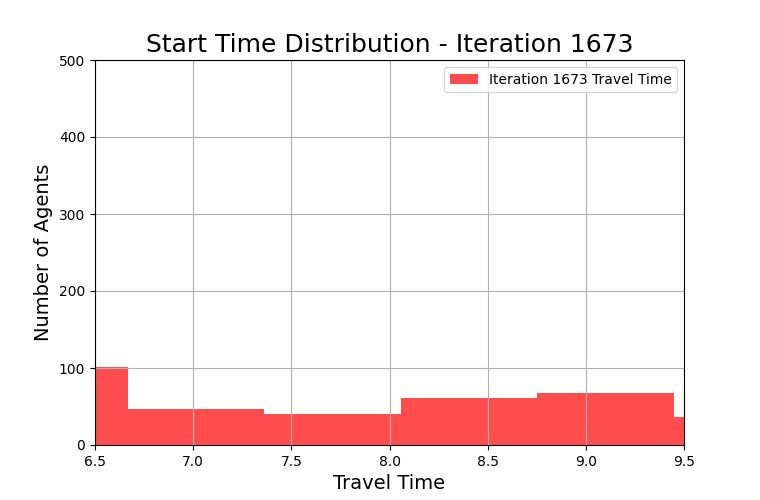 Start Time Distribution - Iteration 1673
Iteration 1673 Travel Time
Number of Agents
500
400
300
200
100
0
6.5 7.0 7.5 8.0 8.5 9.0 9.5
Travel Time